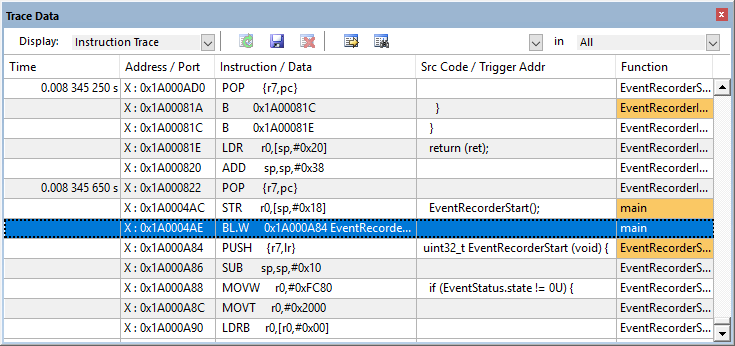 Trace Data
Display: Instruction Trace in All
Time Address / Port Instruction / Data Src Code / Trigger Addr Function
0.008 345 250 s X : 0x1A000AD0 POP {r7,pc} EventRecorderS...
X : 0x1A00081A B 0x1A00081C } EventRecorderI...
X : 0x1A00081C B 0x1A00081E } EventRecorderI...
X : 0x1A00081E LDR r0,[sp,#0x20] return (ret); EventRecorderI...
X : 0x1A000820 ADD sp,sp,#0x38 EventRecorderI...
0.008 345 650 s X : 0x1A000822 POP {r7,pc} EventRecorderI...
X : 0x1A0004AC STR r0,[sp,#0x18] EventRecorderStart(); main
X : 0x1A0004AE BL.W 0x1A000A84 EventRecorde... main
X : 0x1A000A84 PUSH {r7,lr} uint32_t EventRecorderStart (void) { EventRecorderS...
X : 0x1A000A86 SUB sp,sp,#0x10 EventRecorderS...
X : 0x1A000A88 MOVW r0,#0xFC80 if (EventStatus.state != 0U) { EventRecorderS...
X : 0x1A000A8C MOVT r0,#0x2000 EventRecorderS...
X : 0x1A000A90 LDRB r0,[r0,#0x00] EventRecorderS...